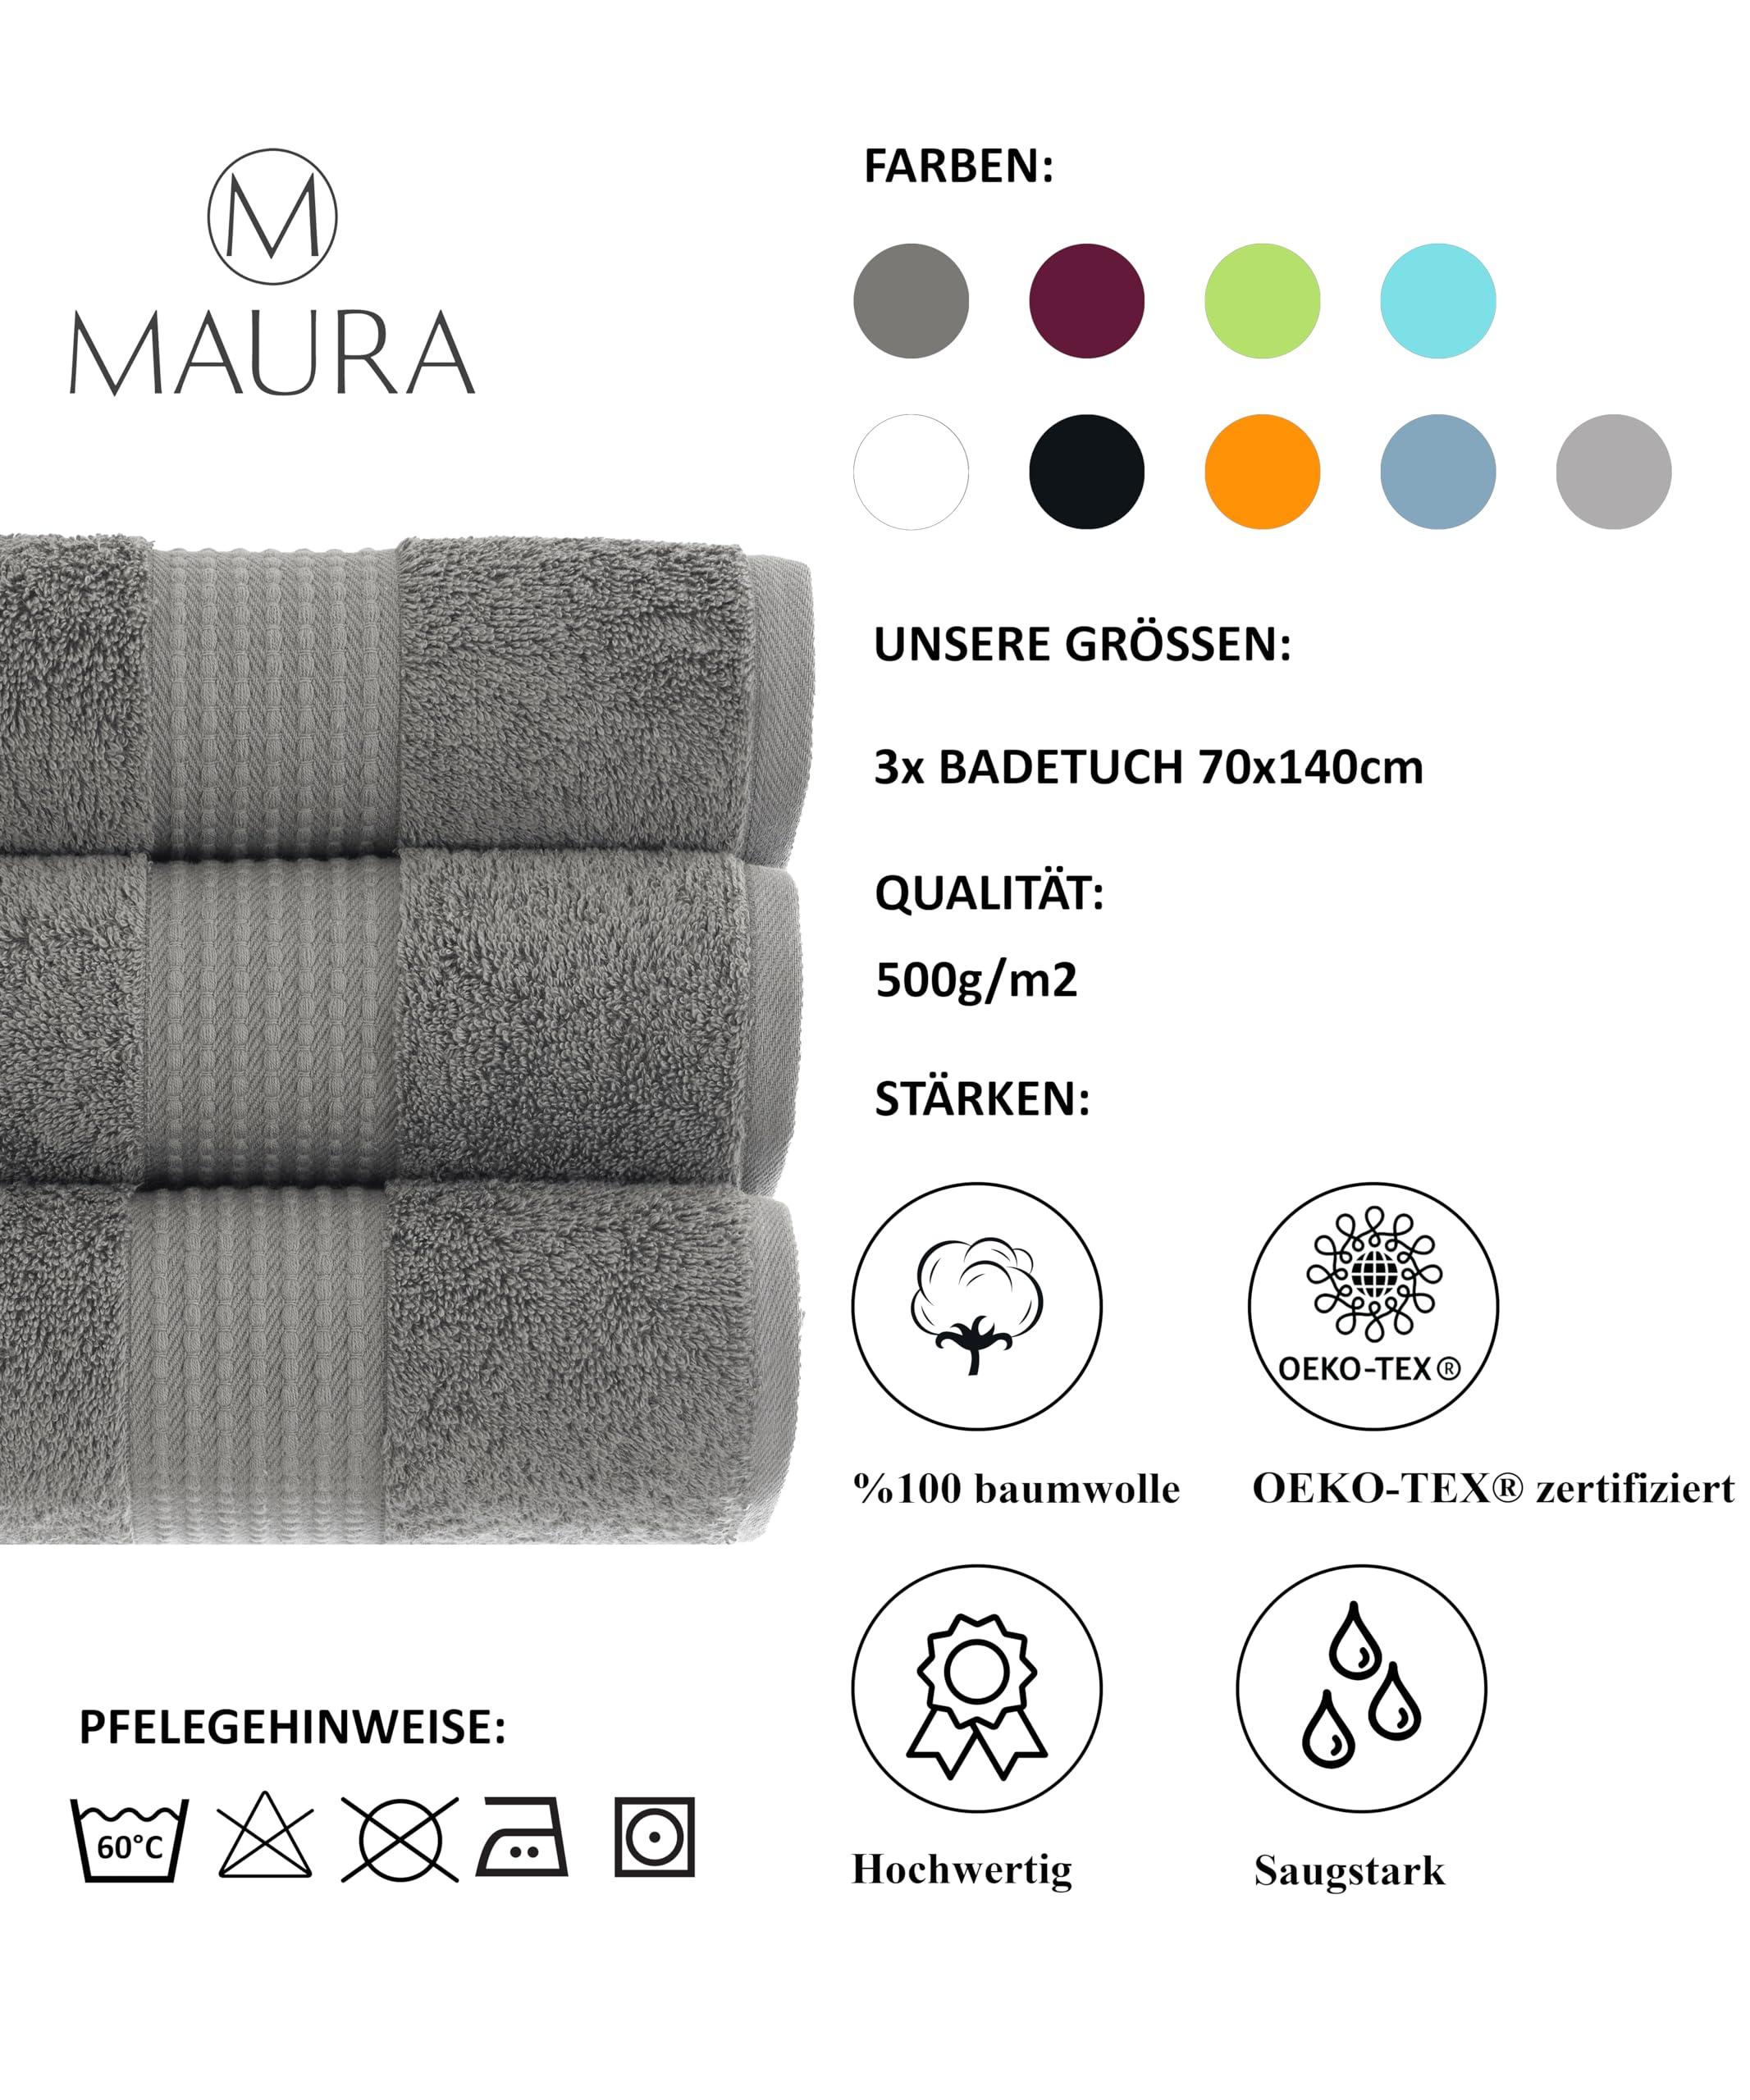 M
MAURA
FARBEN:
UNSERE GRÖSSEN:
3x BADETUCH 70x140cm
QUALITÄT:
500g/m2
STÄRKEN:
OEKO-TEX®
%100 baumwolle
OEKO-TEX® zertifiziert
Hochwertig
Saugstark
PFELEGEHINWEISE:
60°C